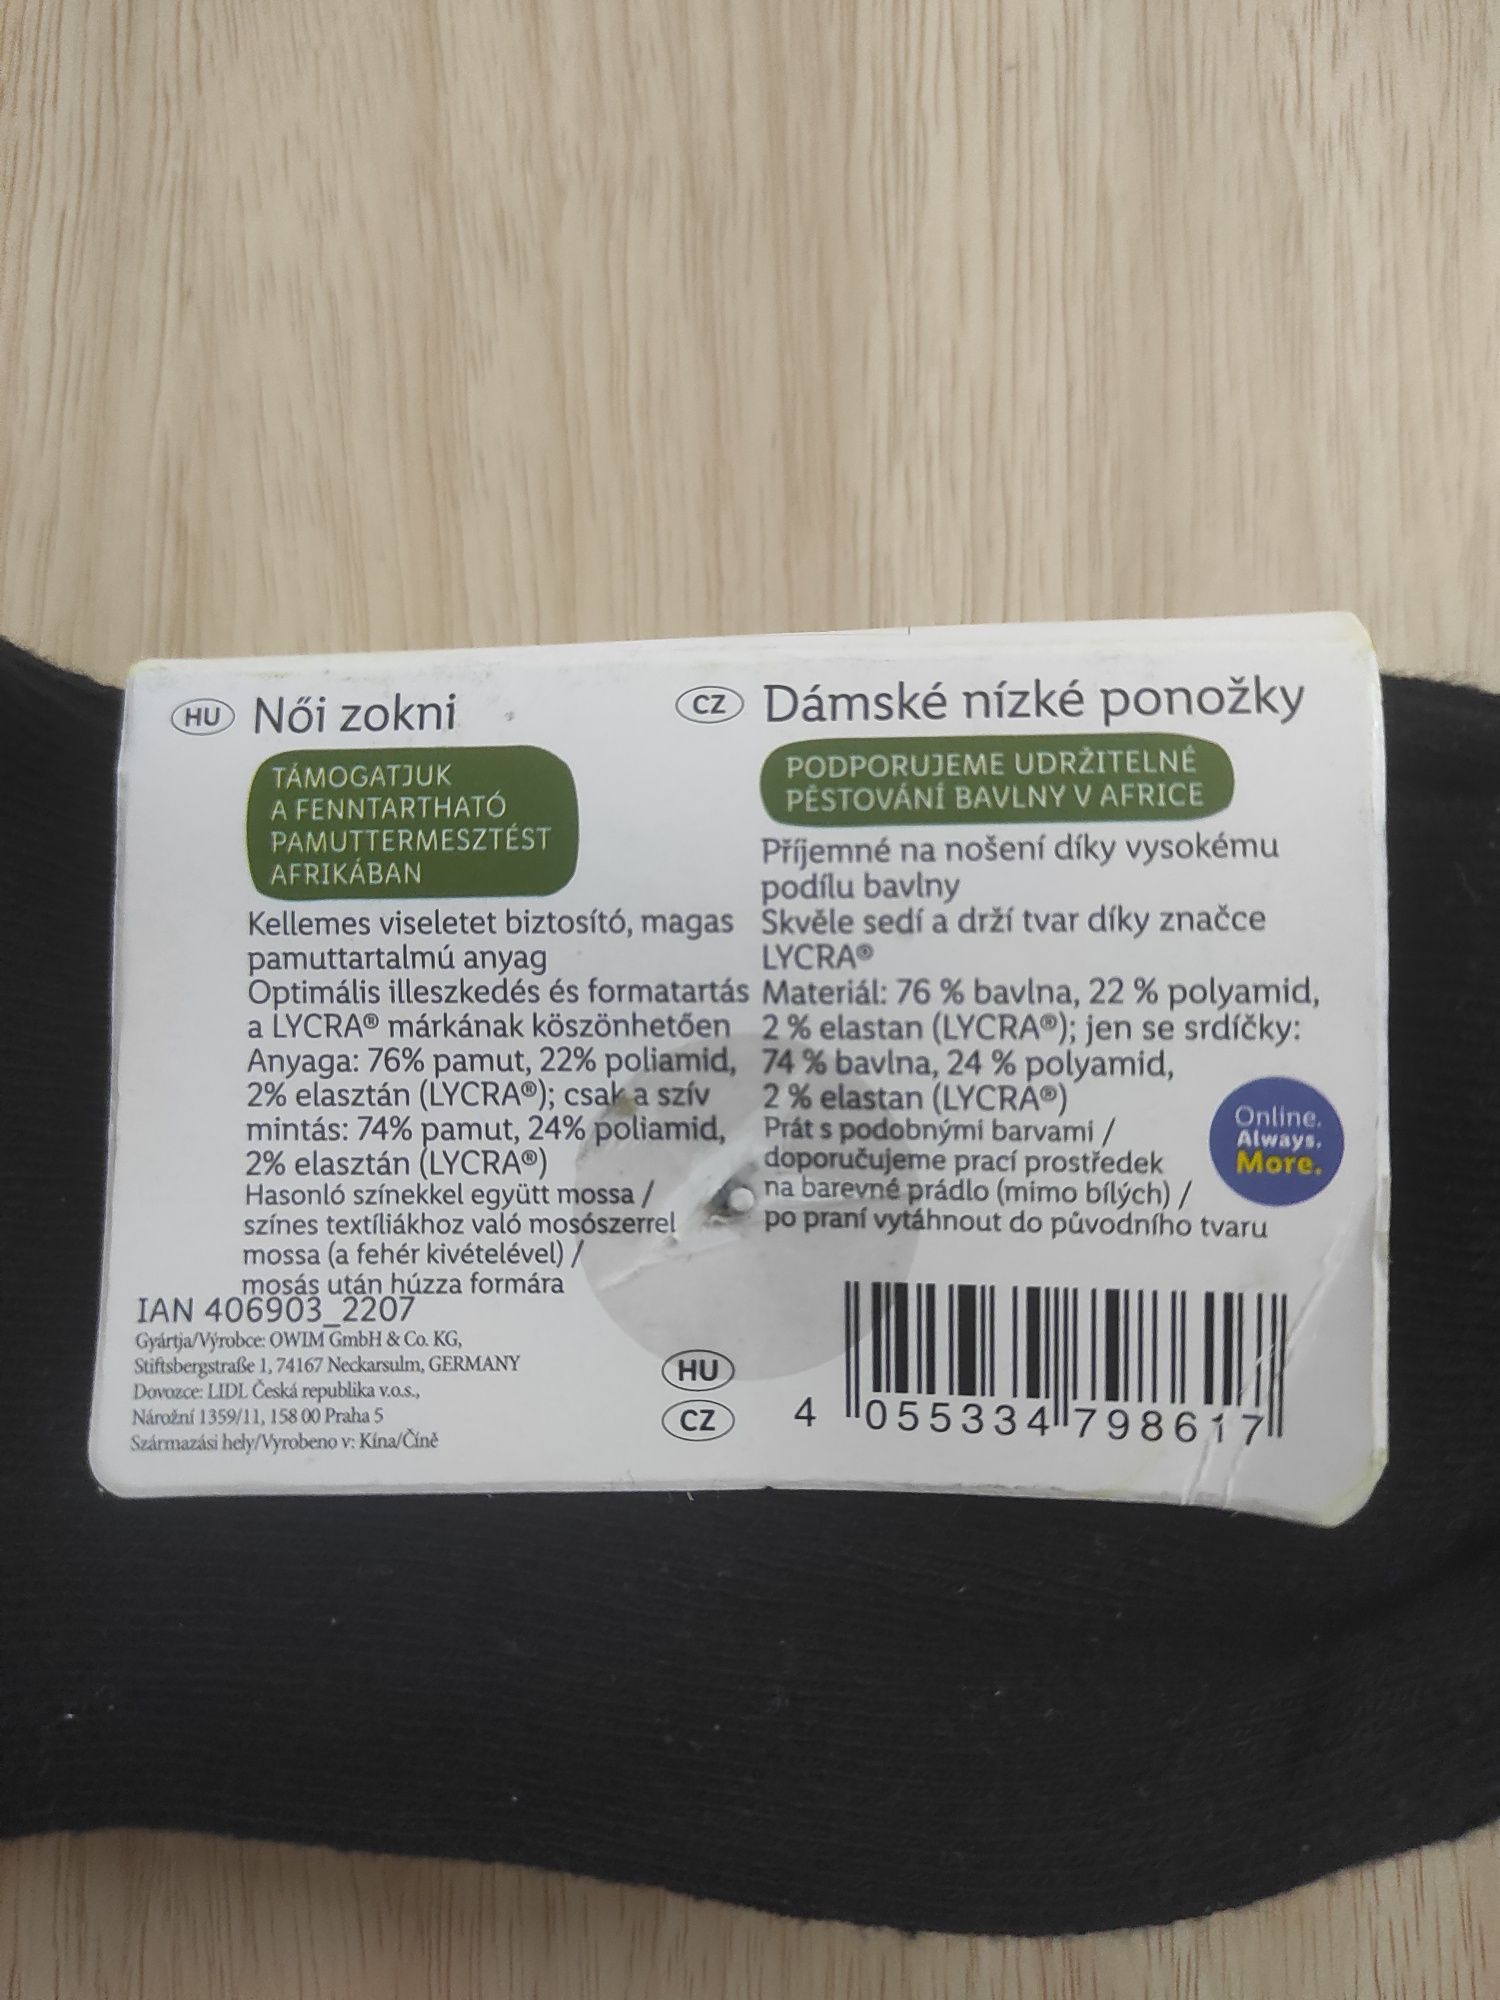 HU Női zokni
TÁMOGATJUK
A FENNTARTHATÓ
PAMUTTERMESZTÉST
AFRIKÁBAN
Kellemes viseletet biztosító, magas
pamuttartalmú anyag
Optimális illeszkedés és formatartás
a LYCRA® márkának köszönhetően
Anyaga: 76% pamut, 22% poliamid,
2% elasztán (LYCRA®); csak a szív
mintás: 74% pamut, 24% poliamid,
2% elasztán (LYCRA®)
Hasonló színekkel együtt mossa /
színes textíliákhoz való mosószerrel
mossa (a fehér kivételével) /
mosás után húzza formára
CZ Dámské nízké ponožky
PODPORUJEME UDRŽITELNÉ
PĚSTOVÁNÍ BAVLNY V AFRICE
Příjemné na nošení díky vysokému
podílu bavlny
Skvěle sedí a drží tvar díky značce
LYCRA®
Materiál: 76 % bavlna, 22 % polyamid,
2 % elastan (LYCRA®); jen se srdíčky:
74 % bavlna, 24 % polyamid,
2 % elastan (LYCRA®)
Prát s podobnými barvami /
doporučujeme prací prostředek
na barevné prádlo (mimo bílých) /
po praní vytáhnout do původního tvaru
Online.
Always.
More.
IAN 406903_2207
Gyártja/Výrobce: OWIM GmbH & Co. KG,
Stiftsbergstraße 1, 74167 Neckarsulm, GERMANY
Dovozce: LIDL Česká republika v.o.s.,
Nárožní 1359/11, 158 00 Praha 5
Származási hely/Vyrobeno v: Kína/Číně
HU
CZ
4 055334 798617